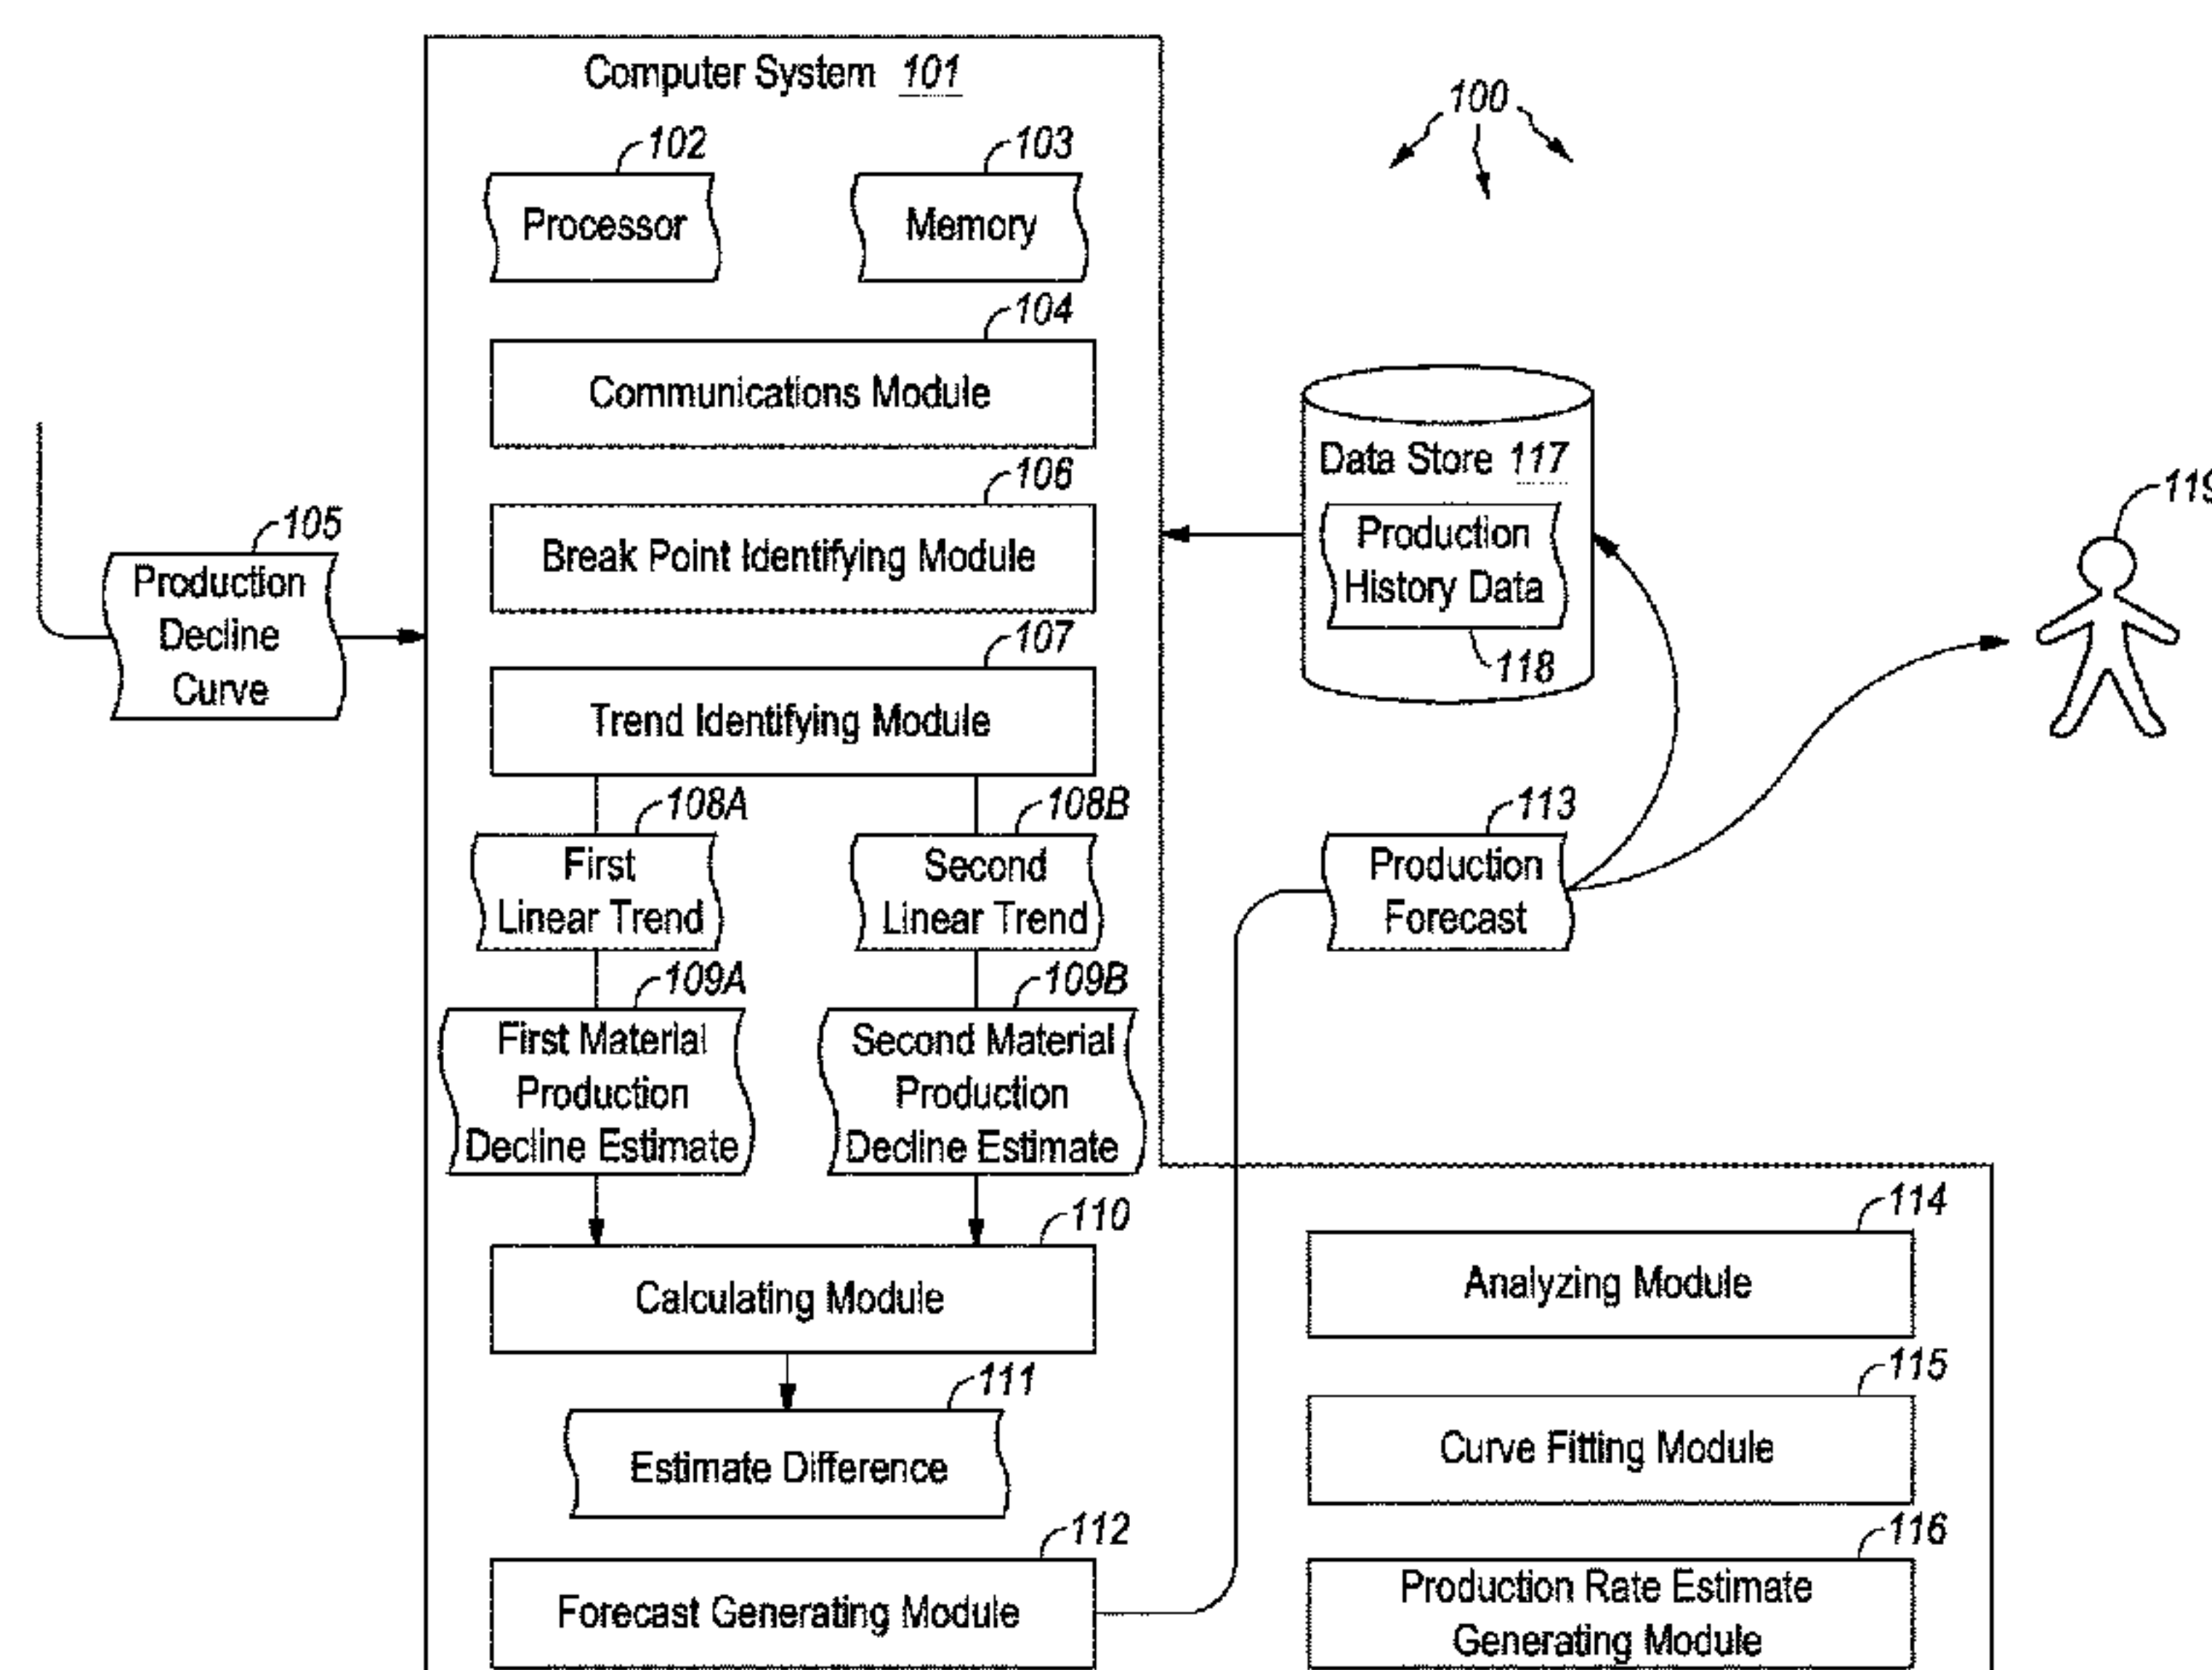 Computer System 101
100
102
103
Processor
Memory
104
Communications Module
106
Break Point Identifying Module
105
Production
Decline
Curve
107
Trend Identifying Module
Data Store 117
Production
History Data
118
119
108A
108B
First
Linear Trend
Second
Linear Trend
113
Production
Forecast
109A
109B
First Material
Production
Decline Estimate
Second Material
Production
Decline Estimate
110
Calculating Module
111
Estimate Difference
112
Forecast Generating Module
114
Analyzing Module
115
Curve Fitting Module
116
Production Rate Estimate
Generating Module